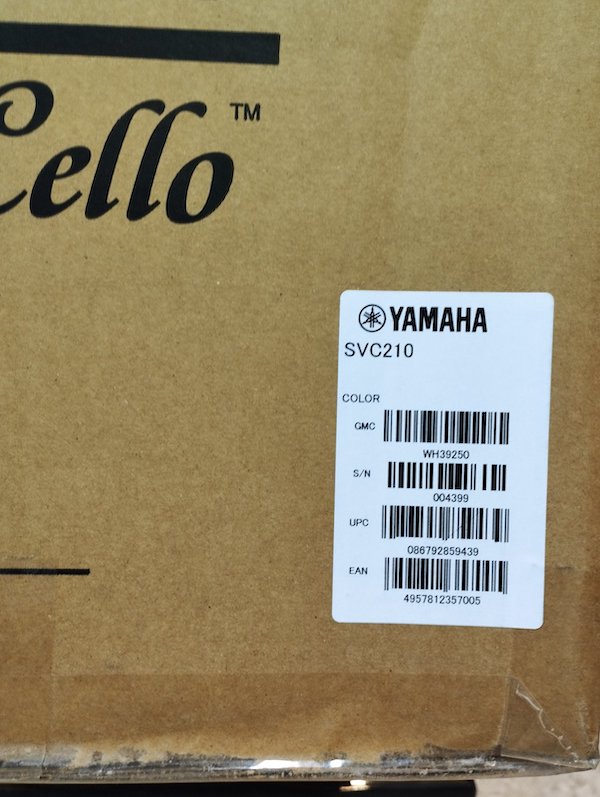 Cello™
YAMAHA
SVC210
COLOR
GMC
WH39250
S/N
004399
UPC
086792859439
EAN
4957812357005